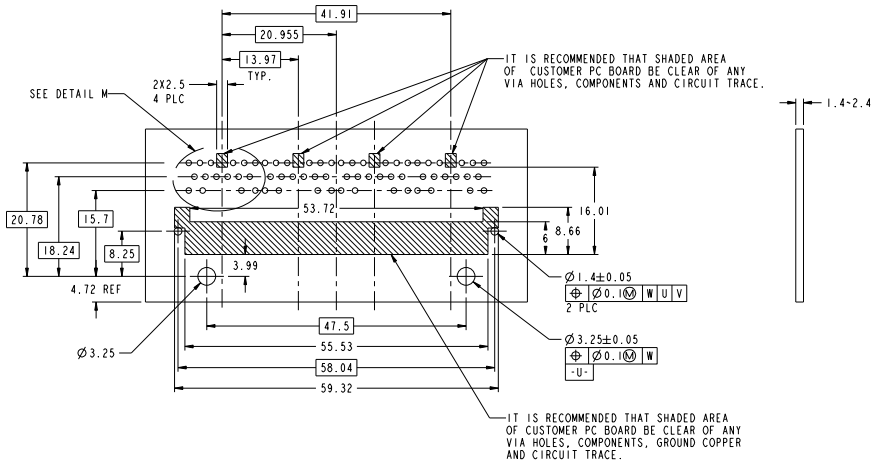 41.91
20.955
13.97
TYP.
2X2.5
4 PLC
SEE DETAIL M
IT IS RECOMMENDED THAT SHADED AREA
OF CUSTOMER PC BOARD BE CLEAR OF ANY
VIA HOLES, COMPONENTS AND CIRCUIT TRACE.
1.4~2.4
20.78
18.24
15.7
8.25
53.72
16.01
8.66
6
3.99
4.72 REF
Ø1.4±0.05
⌖ Ø0.1Ⓜ W U V
2 PLC
47.5
Ø3.25
Ø3.25±0.05
⌖ Ø0.1Ⓜ W
-U-
55.53
58.04
59.32
IT IS RECOMMENDED THAT SHADED AREA
OF CUSTOMER PC BOARD BE CLEAR OF ANY
VIA HOLES, COMPONENTS, GROUND COPPER
AND CIRCUIT TRACE.